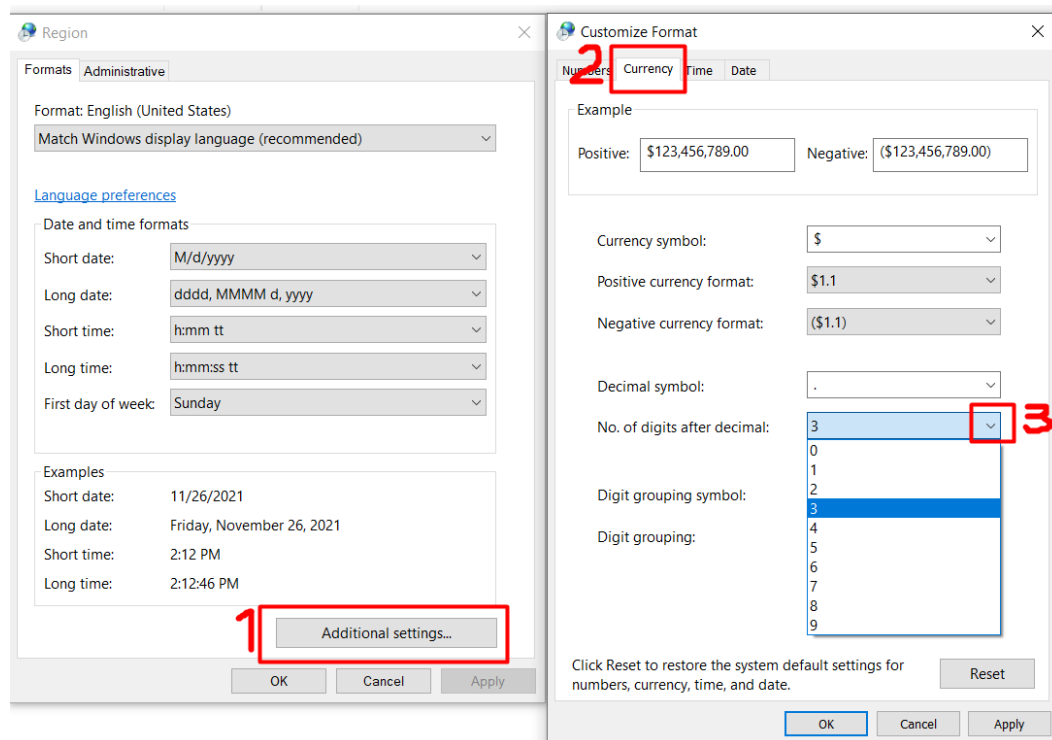 Region
Formats
Administrative
Format: English (United States)
Match Windows display language (recommended)
Language preferences
Date and time formats
Short date: M/d/yyyy
Long date: dddd, MMMM d, yyyy
Short time: h:mm tt
Long time: h:mm:ss tt
First day of week: Sunday
Examples
Short date: 11/26/2021
Long date: Friday, November 26, 2021
Short time: 2:12 PM
Long time: 2:12:46 PM
1
Additional settings...
OK Cancel Apply
Customize Format
2
Numbers Currency Time Date
Example
Positive: $123,456,789.00 Negative: ($123,456,789.00)
Currency symbol: $
Positive currency format: $1.1
Negative currency format: ($1.1)
Decimal symbol: .
No. of digits after decimal: 3
3
0
1
2
3
4
5
6
7
8
9
Digit grouping symbol:
Digit grouping:
Click Reset to restore the system default settings for
numbers, currency, time, and date.
Reset
OK Cancel Apply